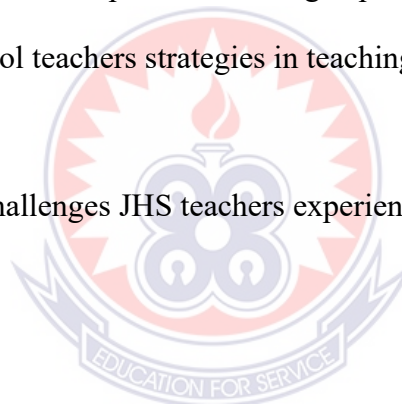 ol teachers strategies in teaching
hallenges JHS teachers experien
EDUCATION FOR SERVICE